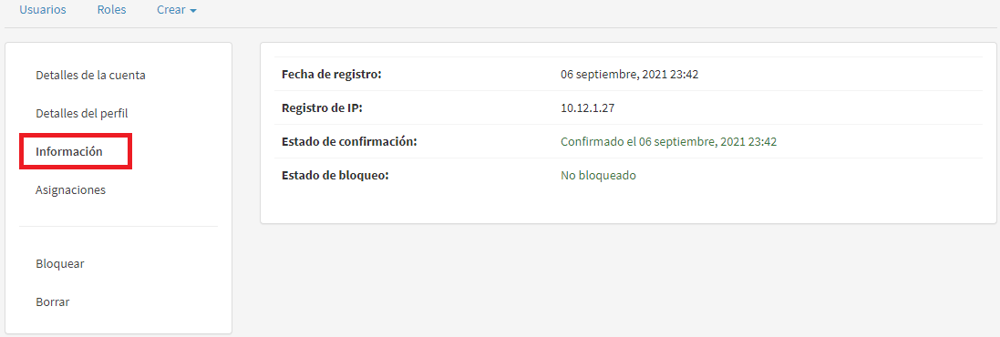 Usuarios Roles Crear
Detalles de la cuenta
Detalles del perfil
Información
Asignaciones
Bloquear
Borrar
Fecha de registro: 06 septiembre, 2021 23:42
Registro de IP: 10.12.1.27
Estado de confirmación: Confirmado el 06 septiembre, 2021 23:42
Estado de bloqueo: No bloqueado